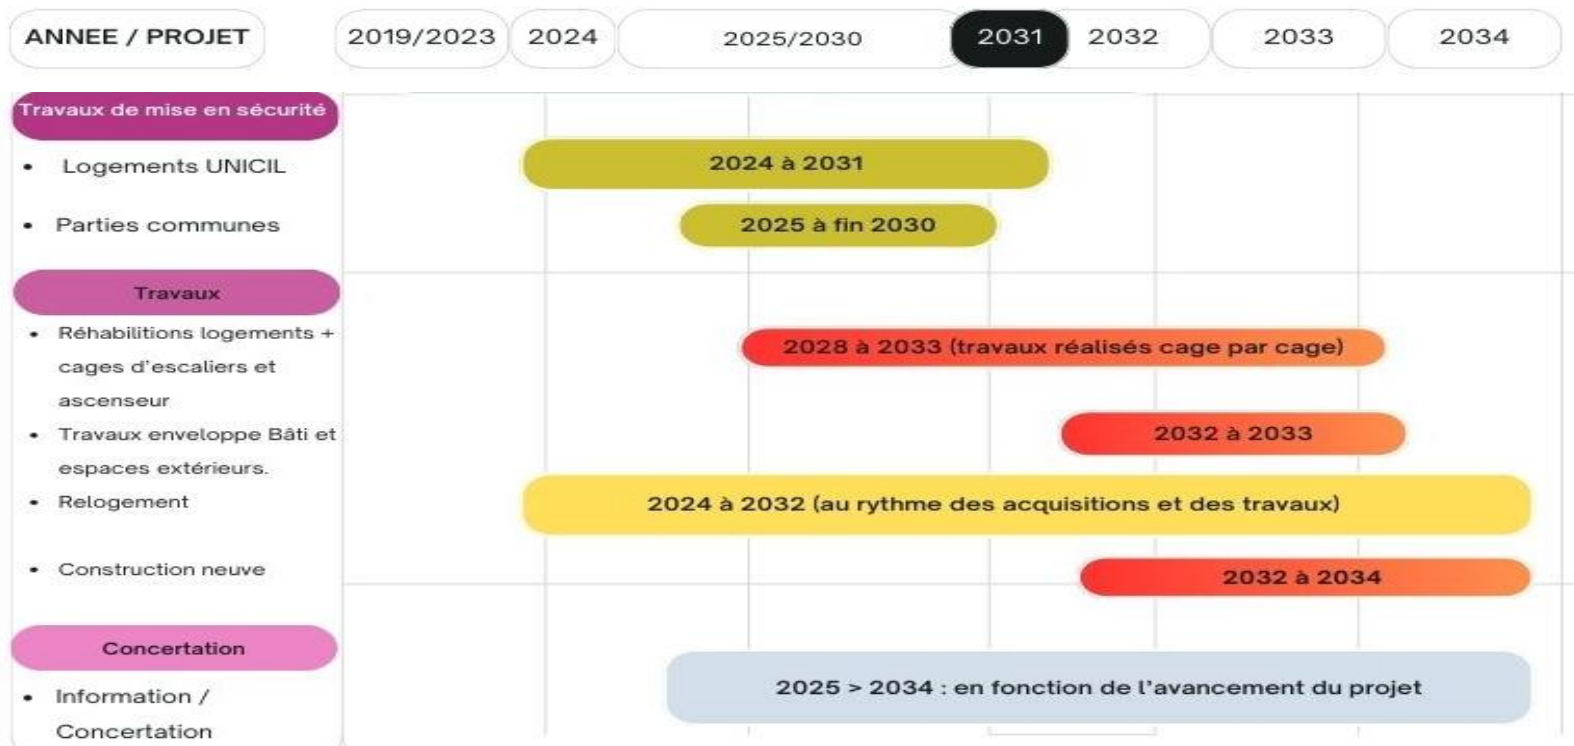 ANNEE / PROJET 2019/2023 2024 2025/2030 2031 2032 2033 2034
Travaux de mise en sécurité
• Logements UNICIL 2024 à 2031
• Parties communes 2025 à fin 2030
Travaux
• Réhabilitions logements +
cages d'escaliers et
ascenseur
2028 à 2033 (travaux réalisés cage par cage)
• Travaux enveloppe Bâti et
espaces extérieurs.
2032 à 2033
• Relogement 2024 à 2032 (au rythme des acquisitions et des travaux)
• Construction neuve 2032 à 2034
Concertation
• Information /
Concertation
2025 > 2034 : en fonction de l'avancement du projet